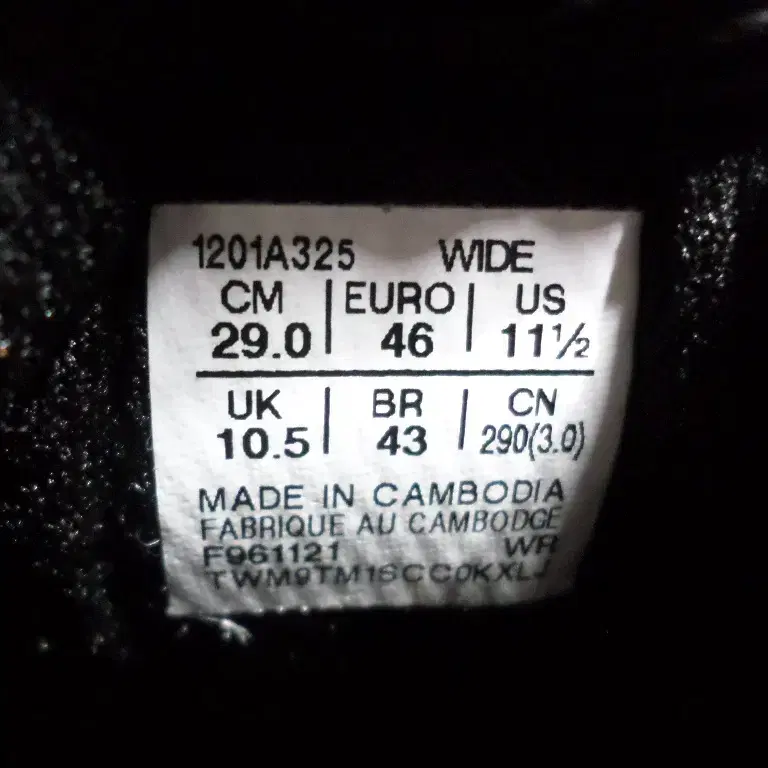 1201A325 WIDE
CM EURO US
29.0 46 11½
UK BR CN
10.5 43 290(3.0)
MADE IN CAMBODIA
FABRIQUE AU CAMBODGE
F961121 WR